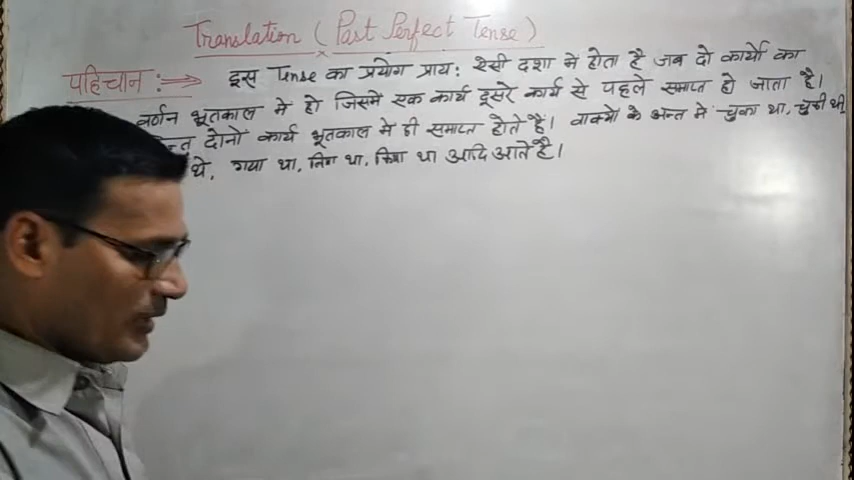 Translation (Past Perfect Tense)
पहिचान :⇒ इस Tense का प्रयोग प्राय: ऐसी दशा मे होता है जब दो कार्यो का
वर्णन भूतकाल मे हो जिसमे एक कार्य दूसरे कार्य से पहले समाप्त हो जाता है।
दोनो कार्य भूतकाल मे ही समाप्त होते है। वाक्यो के अन्त मे चुका था, चुकी थी,
थे, गया था, था, किया था आदि आते है।